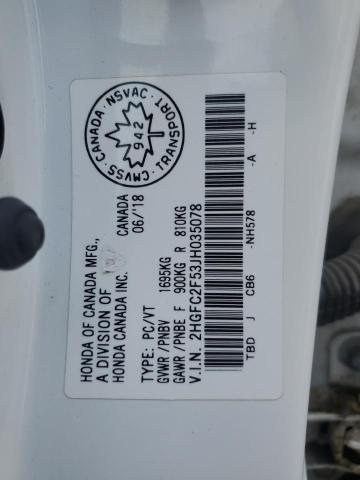 HONDA OF CANADA MFG.,
A DIVISION OF
HONDA CANADA INC.
CANADA
06/'18
TYPE: PC/VT
GVWR/PNBV 1695KG
GAWR/PNBE F 900KG R 810KG
V.I.N. 2HGFC2F53JH035078
TBD J CB6 -NH578 -A -H
CANADA · NSVAC · TRANSPORT · CMVSS
942